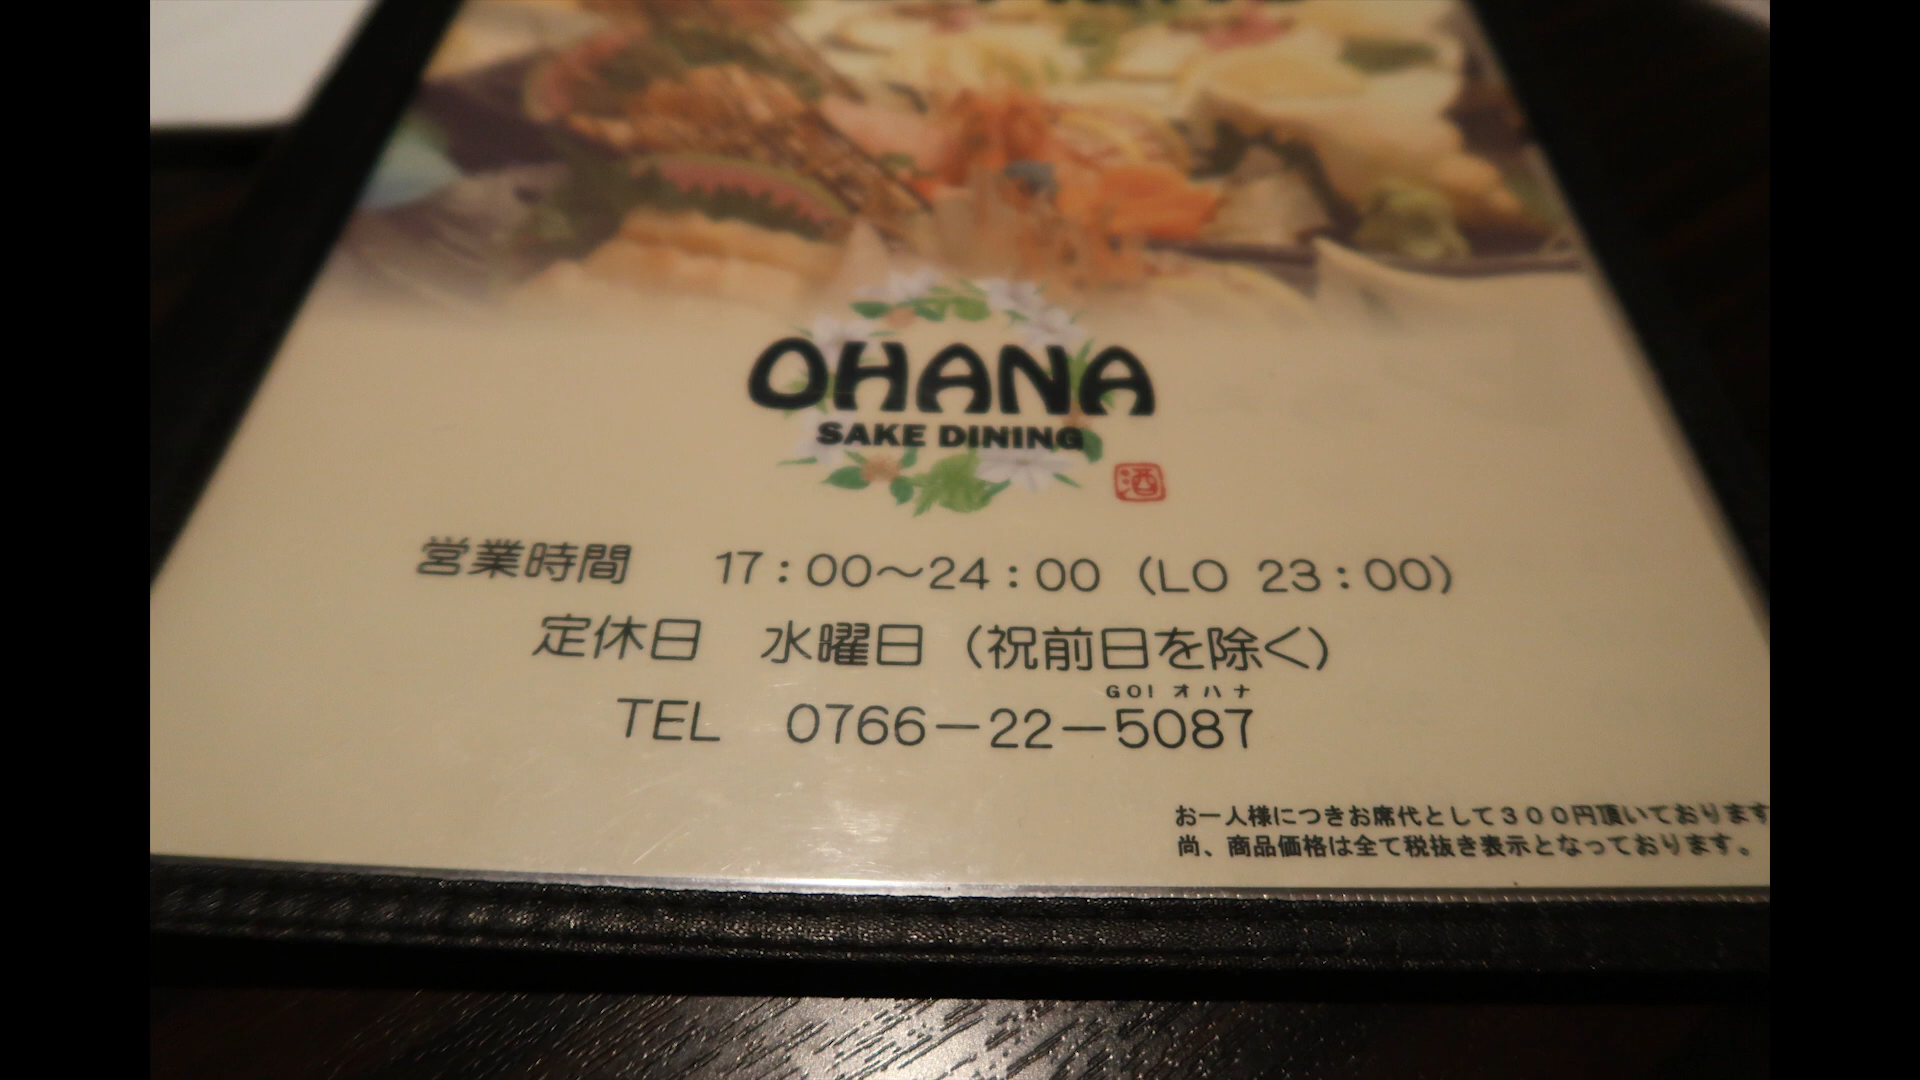 OHANA
SAKE DINING
酒
営業時間 17:00～24:00 (LO 23:00)
定休日 水曜日（祝前日を除く）
GO! オハナ
TEL 0766－22－5087
お一人様につきお席代として３００円頂いております
尚、商品価格は全て税抜き表示となっております。